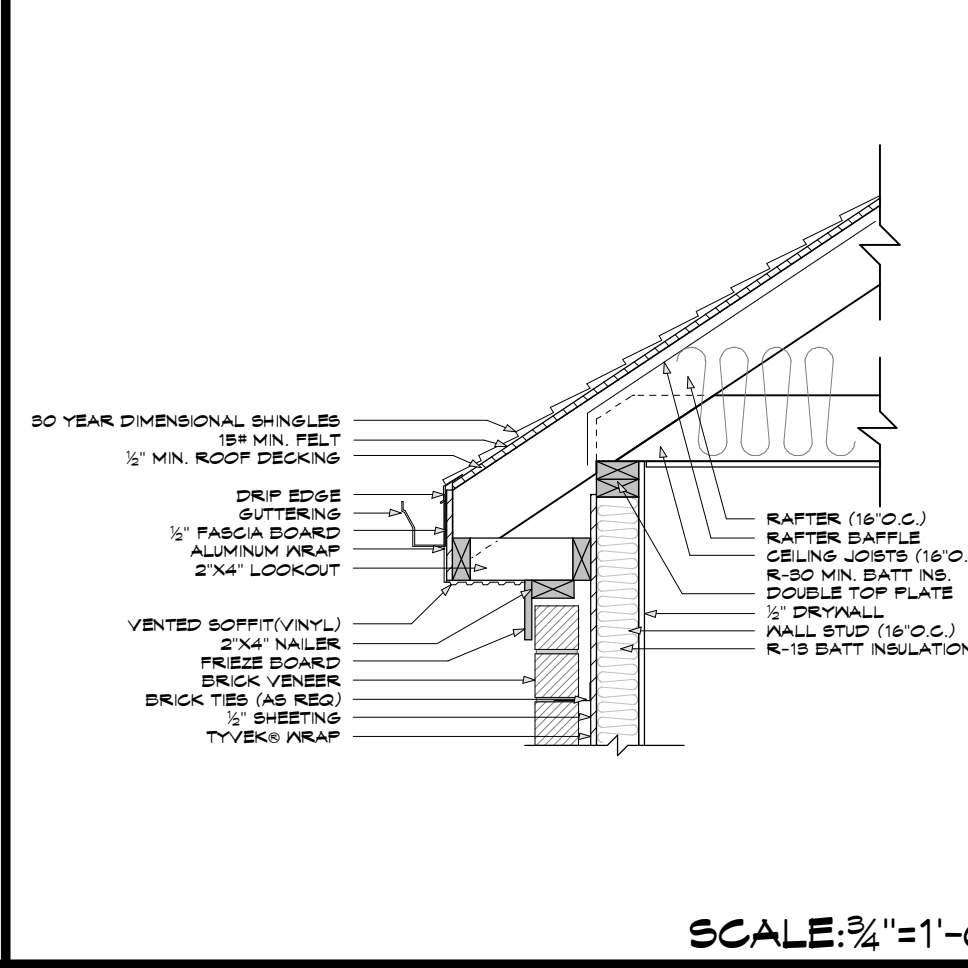 30 YEAR DIMENSIONAL SHINGLES
15# MIN. FELT
½" MIN. ROOF DECKING
DRIP EDGE
GUTTERING
½" FASCIA BOARD
ALUMINUM WRAP
2"X4" LOOKOUT
VENTED SOFFIT(VINYL)
2"X4" NAILER
FRIEZE BOARD
BRICK VENEER
BRICK TIES (AS REQ)
½" SHEETING
TYVEK® WRAP
RAFTER (16"O.C.)
RAFTER BAFFLE
CEILING JOISTS (16"O.
R-30 MIN. BATT INS.
DOUBLE TOP PLATE
½" DRYWALL
WALL STUD (16"O.C.)
R-13 BATT INSULATION
SCALE:¾"=1'-